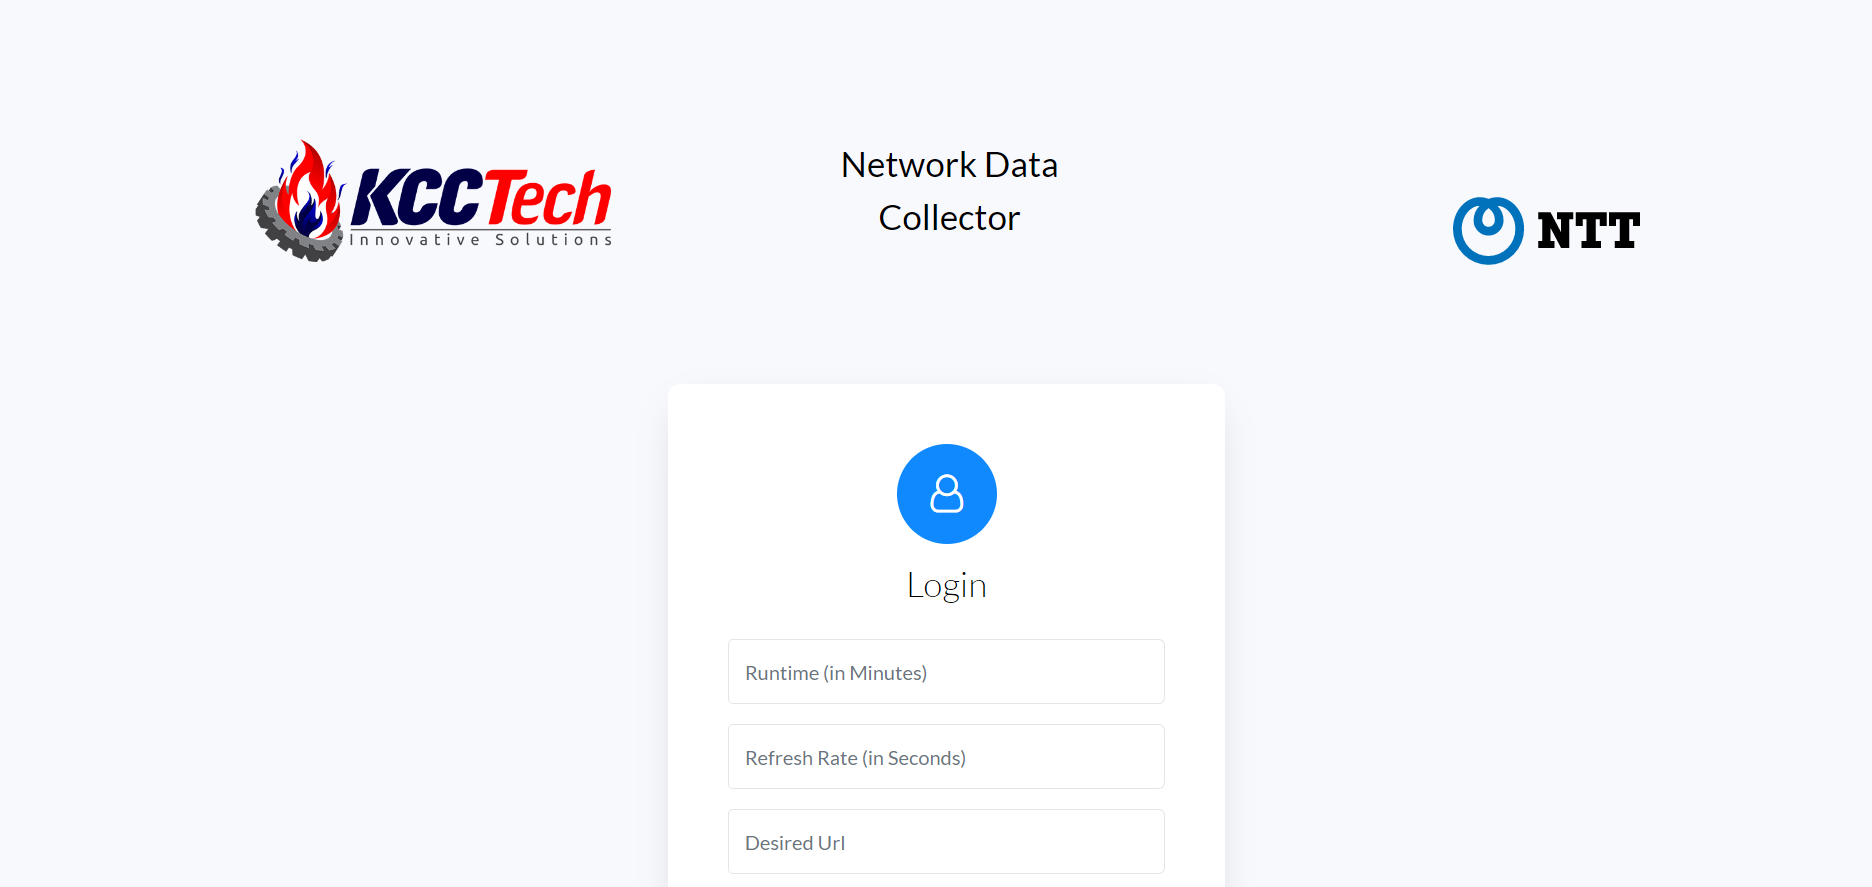 KCCTech
Innovative Solutions
Network Data
Collector
NTT
Login
Runtime (in Minutes)
Refresh Rate (in Seconds)
Desired Url